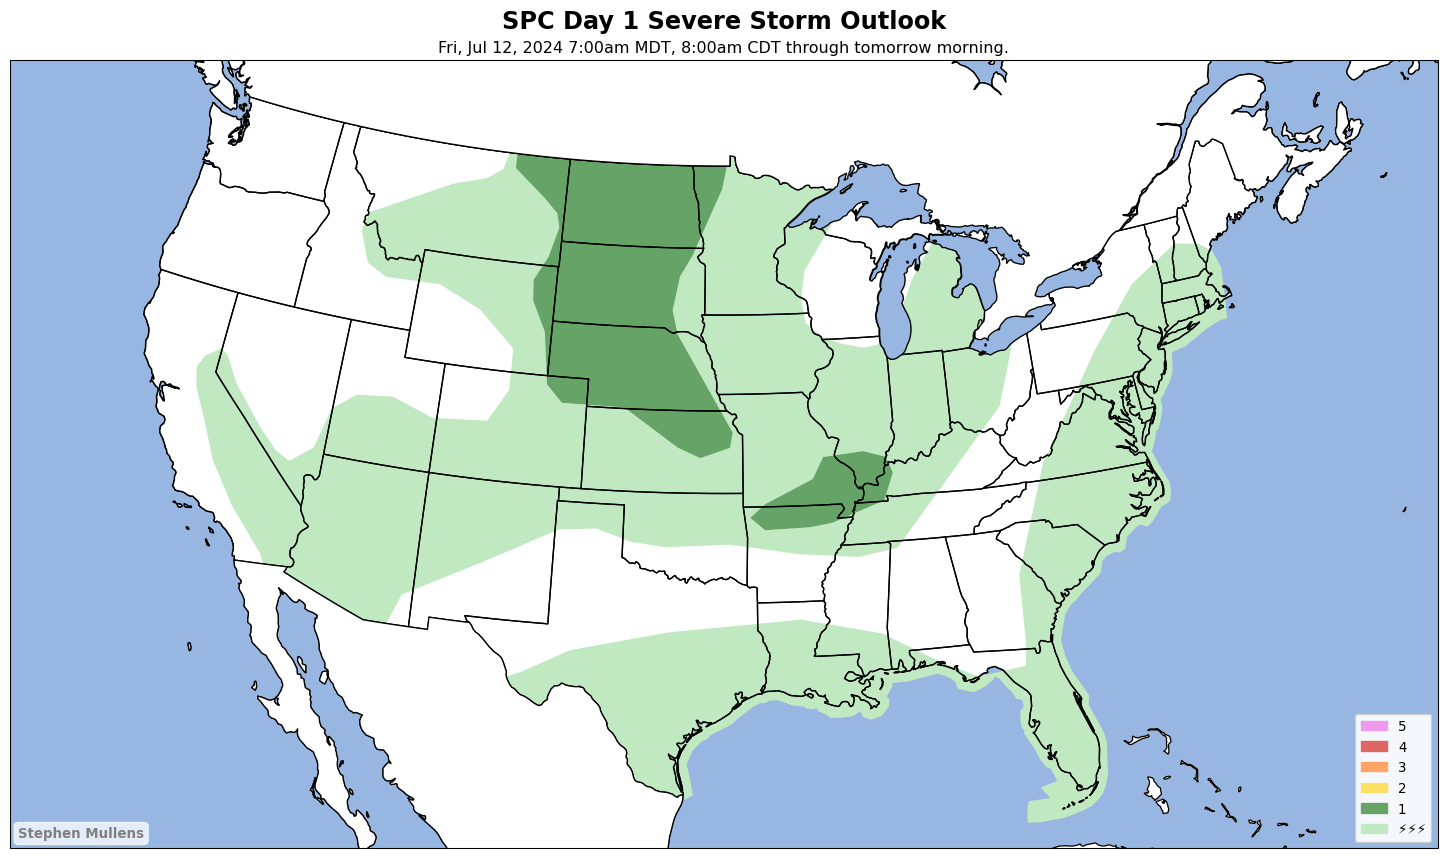 SPC Day 1 Severe Storm Outlook
Fri, Jul 12, 2024 7:00am MDT, 8:00am CDT through tomorrow morning.
5
4
3
2
1
⚡⚡⚡
Stephen Mullens